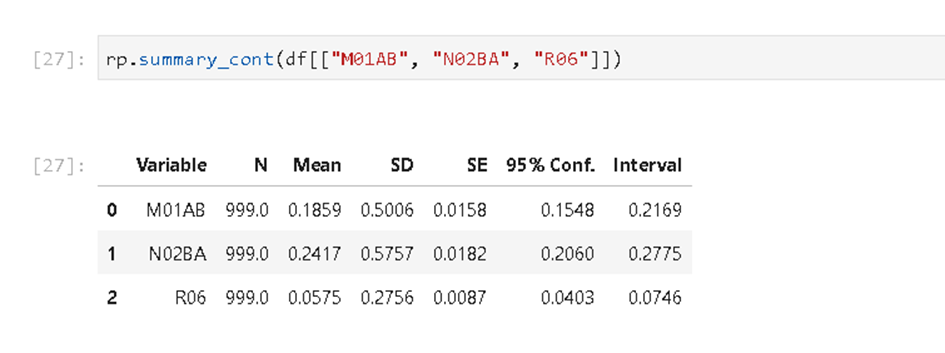 [27]: rp.summary_cont(df[["M01AB", "N02BA", "R06"]])
[27]:
Variable N Mean SD SE 95% Conf. Interval
0 M01AB 999.0 0.1859 0.5006 0.0158 0.1548 0.2169
1 N02BA 999.0 0.2417 0.5757 0.0182 0.2060 0.2775
2 R06 999.0 0.0575 0.2756 0.0087 0.0403 0.0746